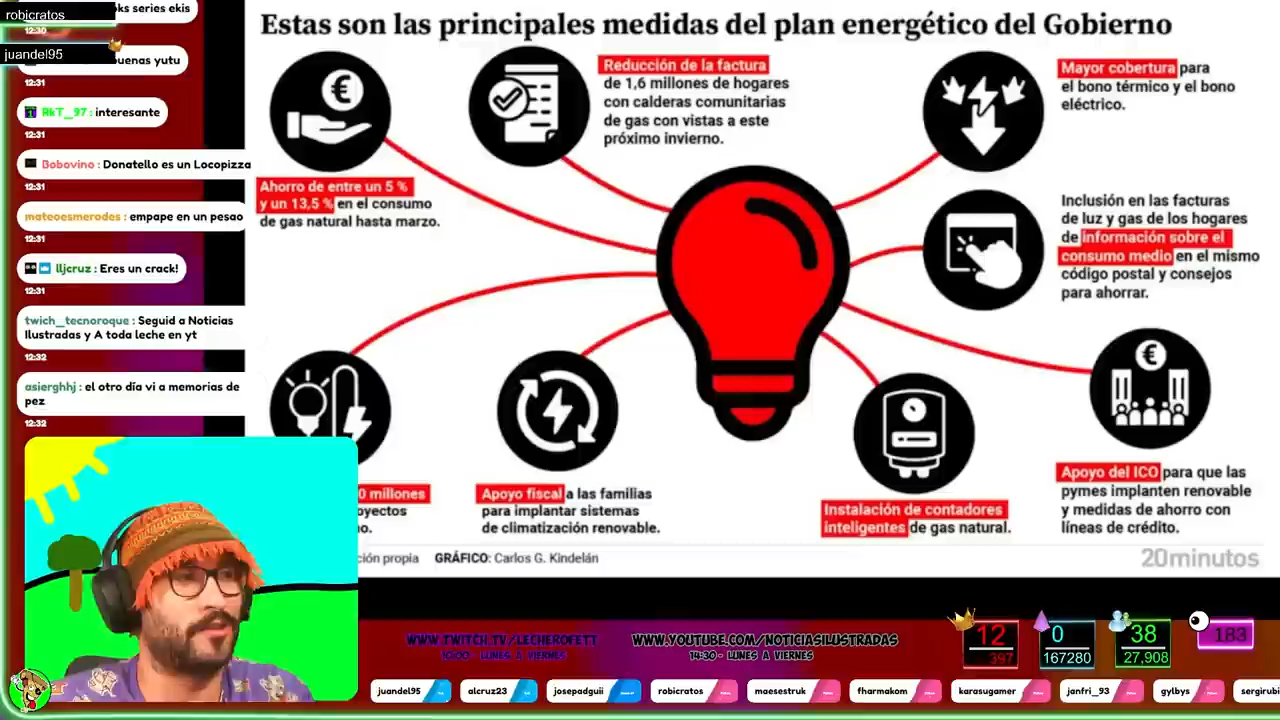 robicratos
oks series ekis
12:30
juandel95
buenas yutu
12:31
RkT_97 : interesante
12:31
Bobovino : Donatello es un Locopizza
12:31
mateoesmerodes : empape en un pesao
12:31
lljcruz : Eres un crack!
12:31
twich_tecnoroque : Seguid a Noticias
Ilustradas y A toda leche en yt
12:32
asierghhj : el otro día vi a memorias de
pez
12:32
Estas son las principales medidas del plan energético del Gobierno
Ahorro de entre un 5 %
y un 13,5 % en el consumo
de gas natural hasta marzo.
Reducción de la factura
de 1,6 millones de hogares
con calderas comunitarias
de gas con vistas a este
próximo invierno.
Mayor cobertura para
el bono térmico y el bono
eléctrico.
Inclusión en las facturas
de luz y gas de los hogares
de información sobre el
consumo medio en el mismo
código postal y consejos
para ahorrar.
0 millones
oyectos
o.
Apoyo fiscal a las familias
para implantar sistemas
de climatización renovable.
Instalación de contadores
inteligentes de gas natural.
Apoyo del ICO para que las
pymes implanten renovable
y medidas de ahorro con
líneas de crédito.
ción propia GRÁFICO: Carlos G. Kindelán
20minutos
WWW.TWITCH.TV/LECHEROFETT
10:00 - LUNES A VIERNES
WWW.YOUTUBE.COM/NOTICIASILUSTRADAS
14:30 - LUNES A VIERNES
12
397
0
167280
38
27,908
183
juandel95
alcruz23
josepadguii
robicratos
maesestruk
fharmakom
karasugamer
janfri_93
gylbys
sergirubi